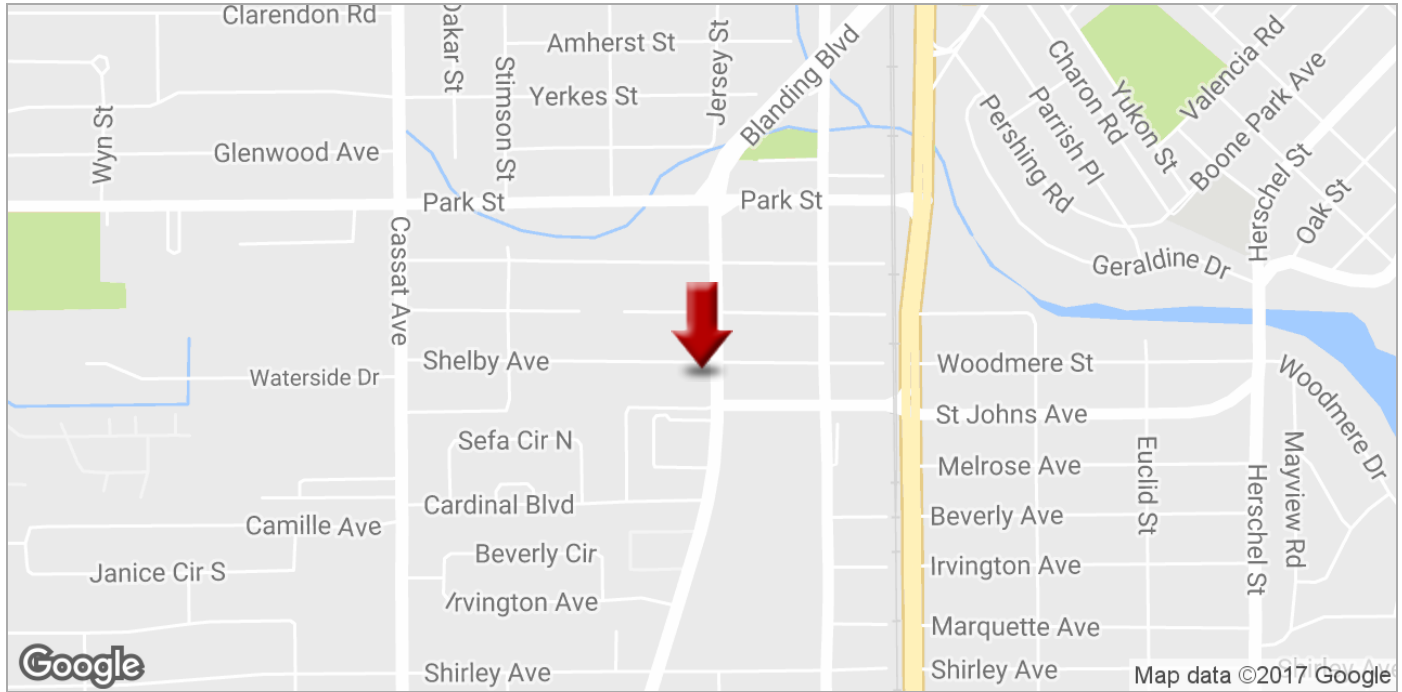 Clarendon Rd
Dakar St
Amherst St
Jersey St
Blanding Blvd
Stimson St
Yerkes St
Wyn St
Glenwood Ave
Charon Rd
Yukon St
Valencia Rd
Boone Park Ave
Pershing Rd
Parrish Pl
Park St
Park St
Herschel St
Oak St
Cassat Ave
Geraldine Dr
Shelby Ave
Waterside Dr
Woodmere St
Woodmere Dr
St Johns Ave
Sefa Cir N
Melrose Ave
Euclid St
Mayview Rd
Herschel St
Cardinal Blvd
Camille Ave
Beverly Ave
Beverly Cir
Irvington Ave
Janice Cir S
Irvington Ave
Marquette Ave
Shirley Ave
Shirley Ave
Shirley Ave
Google
Map data ©2017 Google